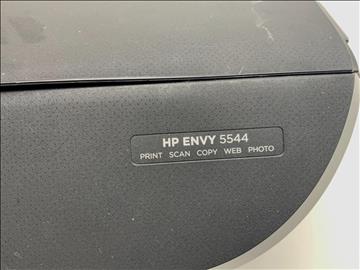 HP ENVY 5544
PRINT SCAN COPY WEB PHOTO